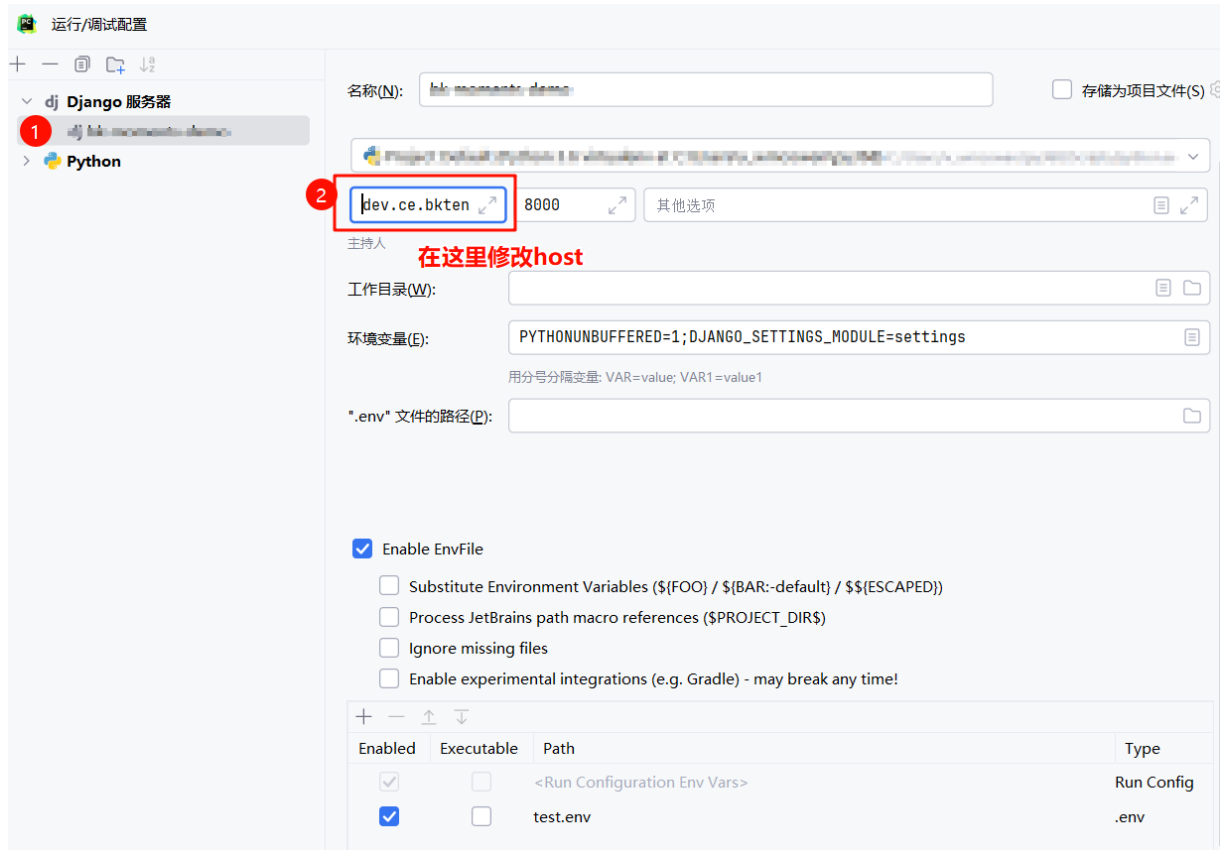 运行/调试配置
dj Django 服务器
1 dj
Python
名称(N):
存储为项目文件(S)
2 dev.ce.bkten 8000 其他选项
主持人
在这里修改host
工作目录(W):
环境变量(E): PYTHONUNBUFFERED=1;DJANGO_SETTINGS_MODULE=settings
用分号分隔变量: VAR=value; VAR1=value1
".env" 文件的路径(P):
Enable EnvFile
Substitute Environment Variables (${FOO} / ${BAR:-default} / $${ESCAPED})
Process JetBrains path macro references ($PROJECT_DIR$)
Ignore missing files
Enable experimental integrations (e.g. Gradle) - may break any time!
Enabled Executable Path Type
<Run Configuration Env Vars> Run Config
test.env .env